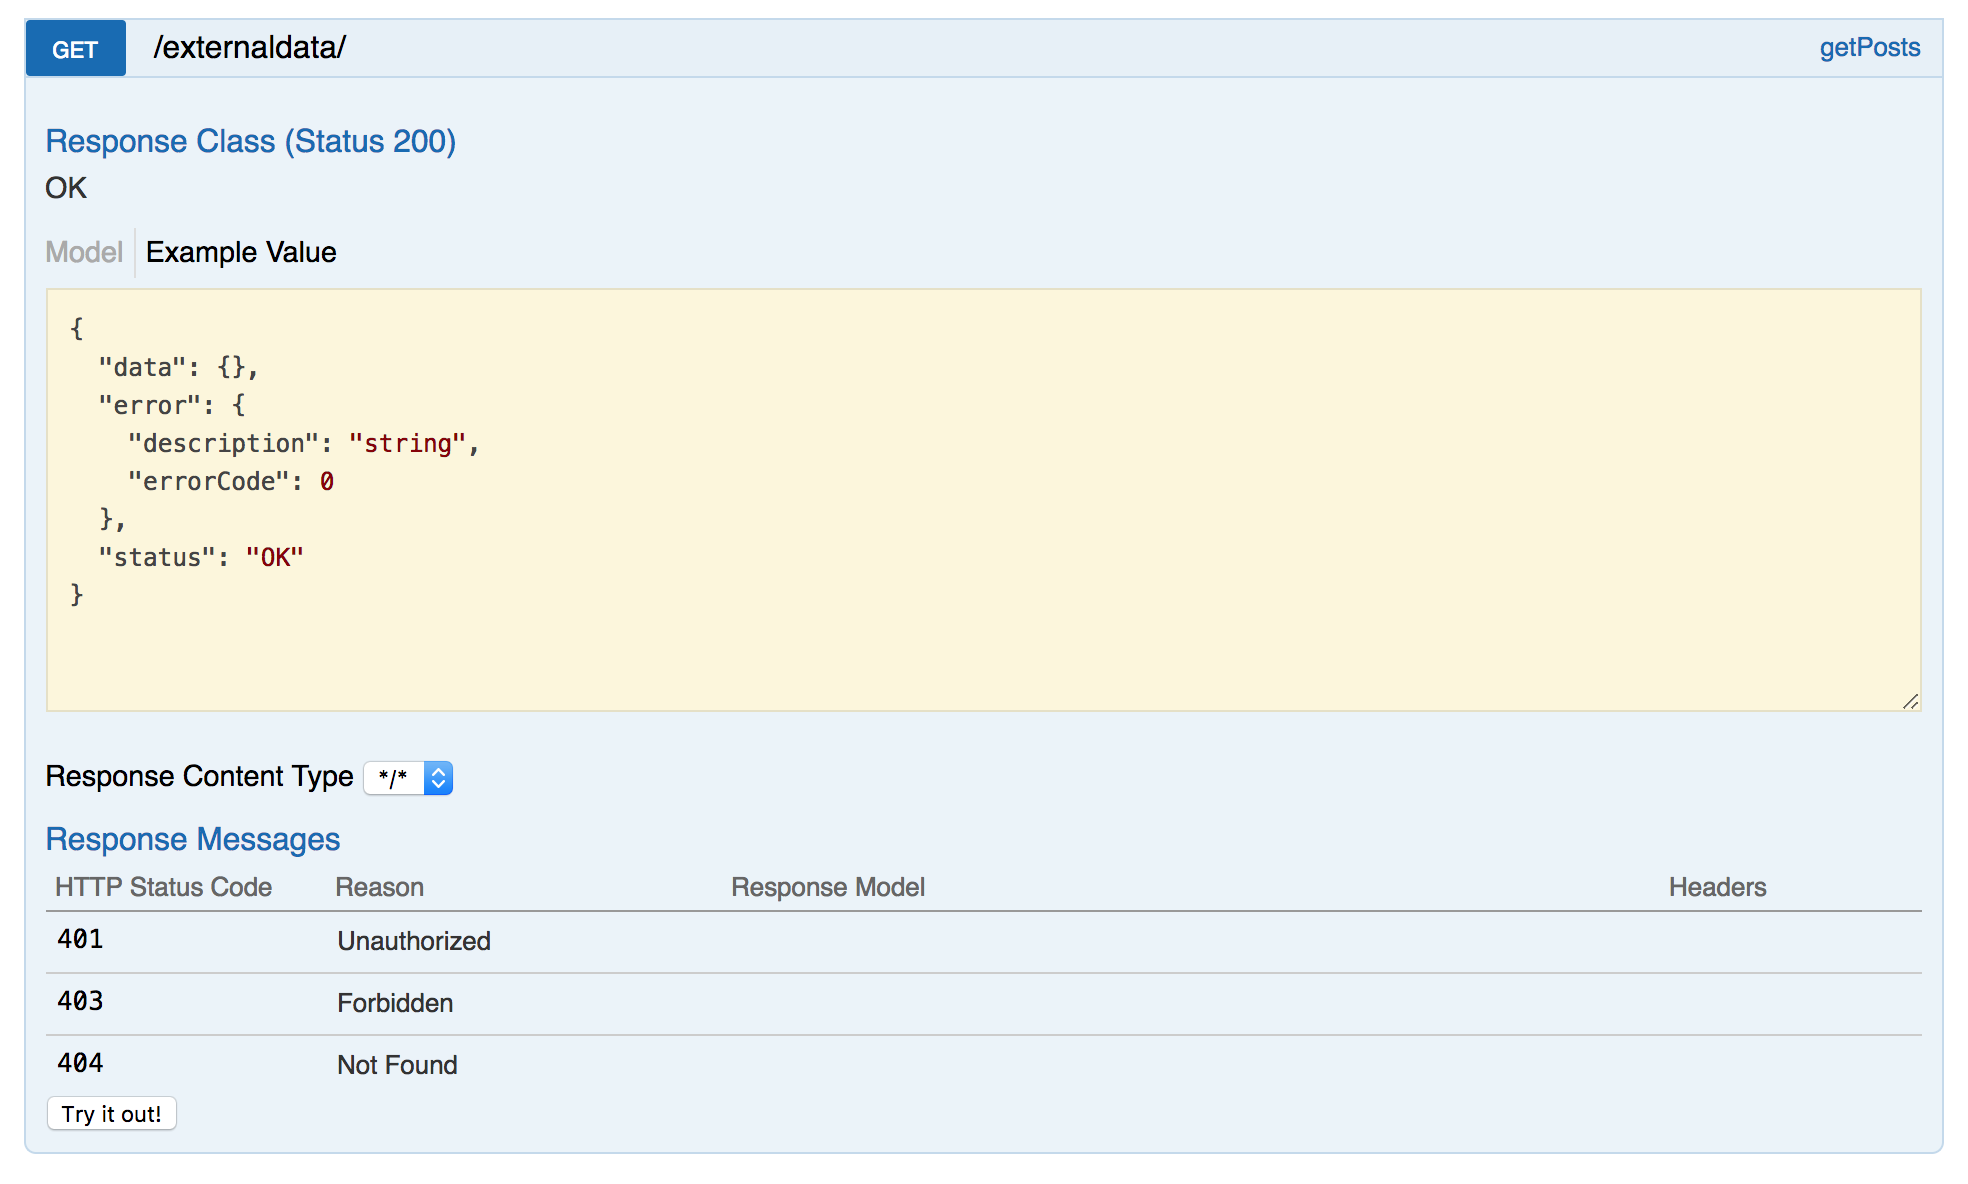 GET /externaldata/ getPosts
Response Class (Status 200)
OK
Model Example Value
{
  "data": {},
  "error": {
    "description": "string",
    "errorCode": 0
  },
  "status": "OK"
}
Response Content Type */*
Response Messages
HTTP Status Code Reason Response Model Headers
401 Unauthorized
403 Forbidden
404 Not Found
Try it out!